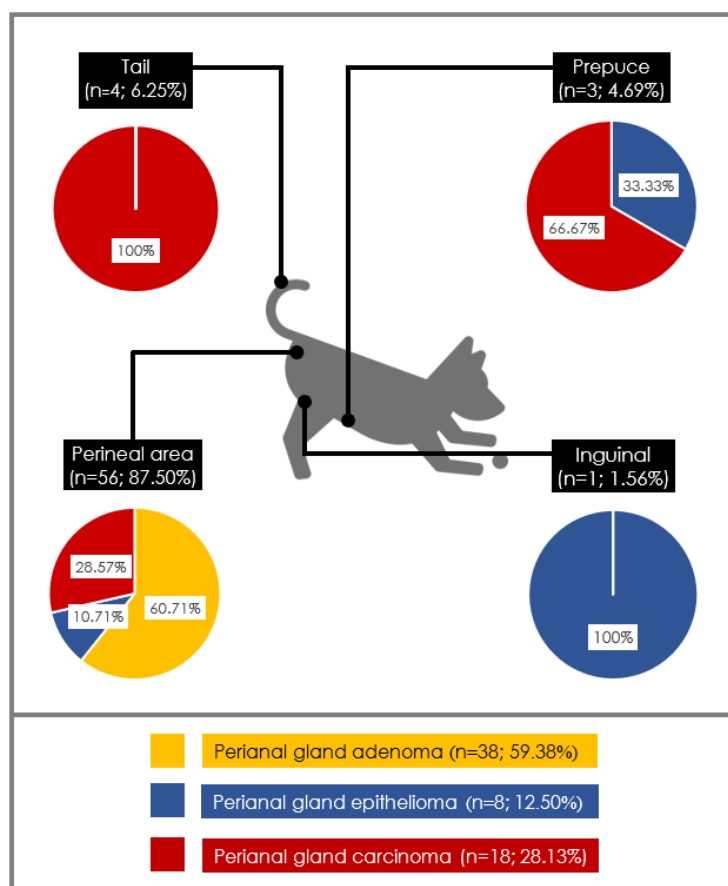 Tail
(n=4; 6.25%)
Prepuce
(n=3; 4.69%)
100%
33.33%
66.67%
Perineal area
(n=56; 87.50%)
Inguinal
(n=1; 1.56%)
28.57%
10.71%
60.71%
100%
Perianal gland adenoma (n=38; 59.38%)
Perianal gland epithelioma (n=8; 12.50%)
Perianal gland carcinoma (n=18; 28.13%)